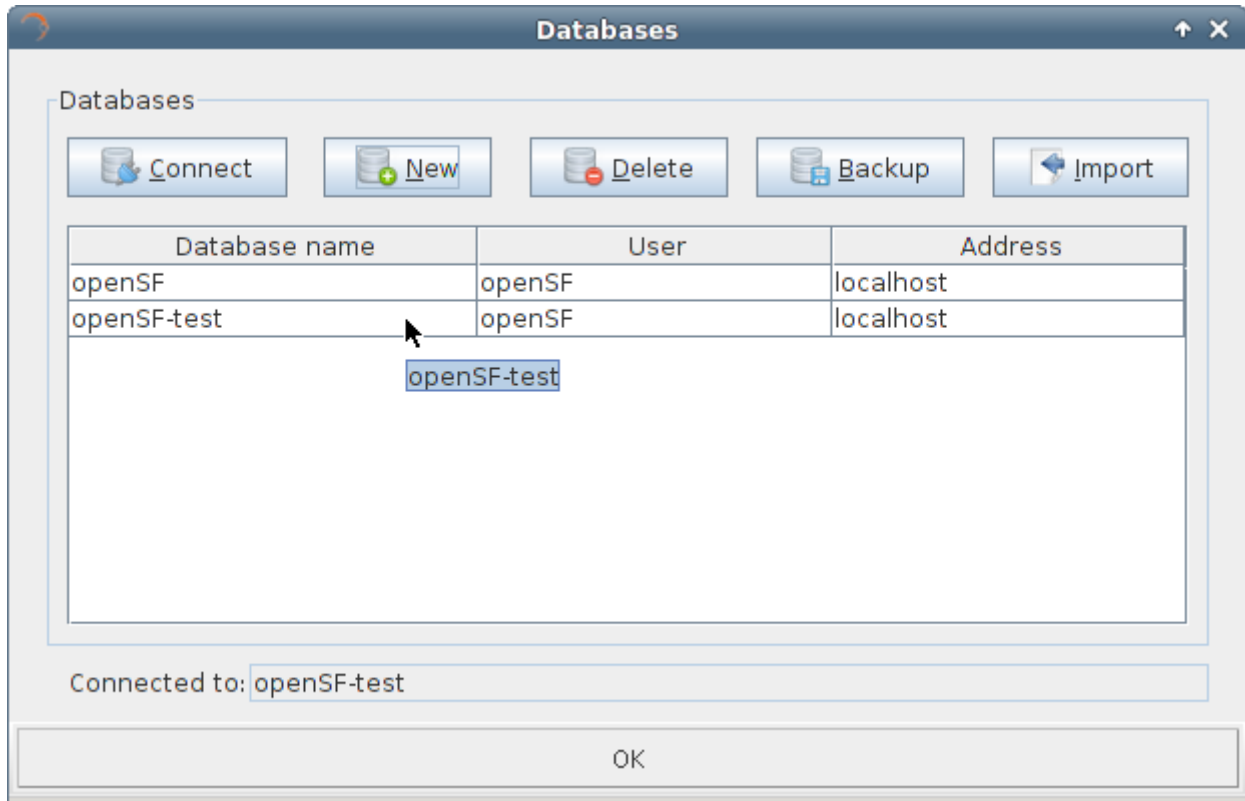 Databases
Databases
Connect New Delete Backup Import
Database name User Address
openSF openSF localhost
openSF-test openSF localhost
openSF-test
Connected to: openSF-test
OK